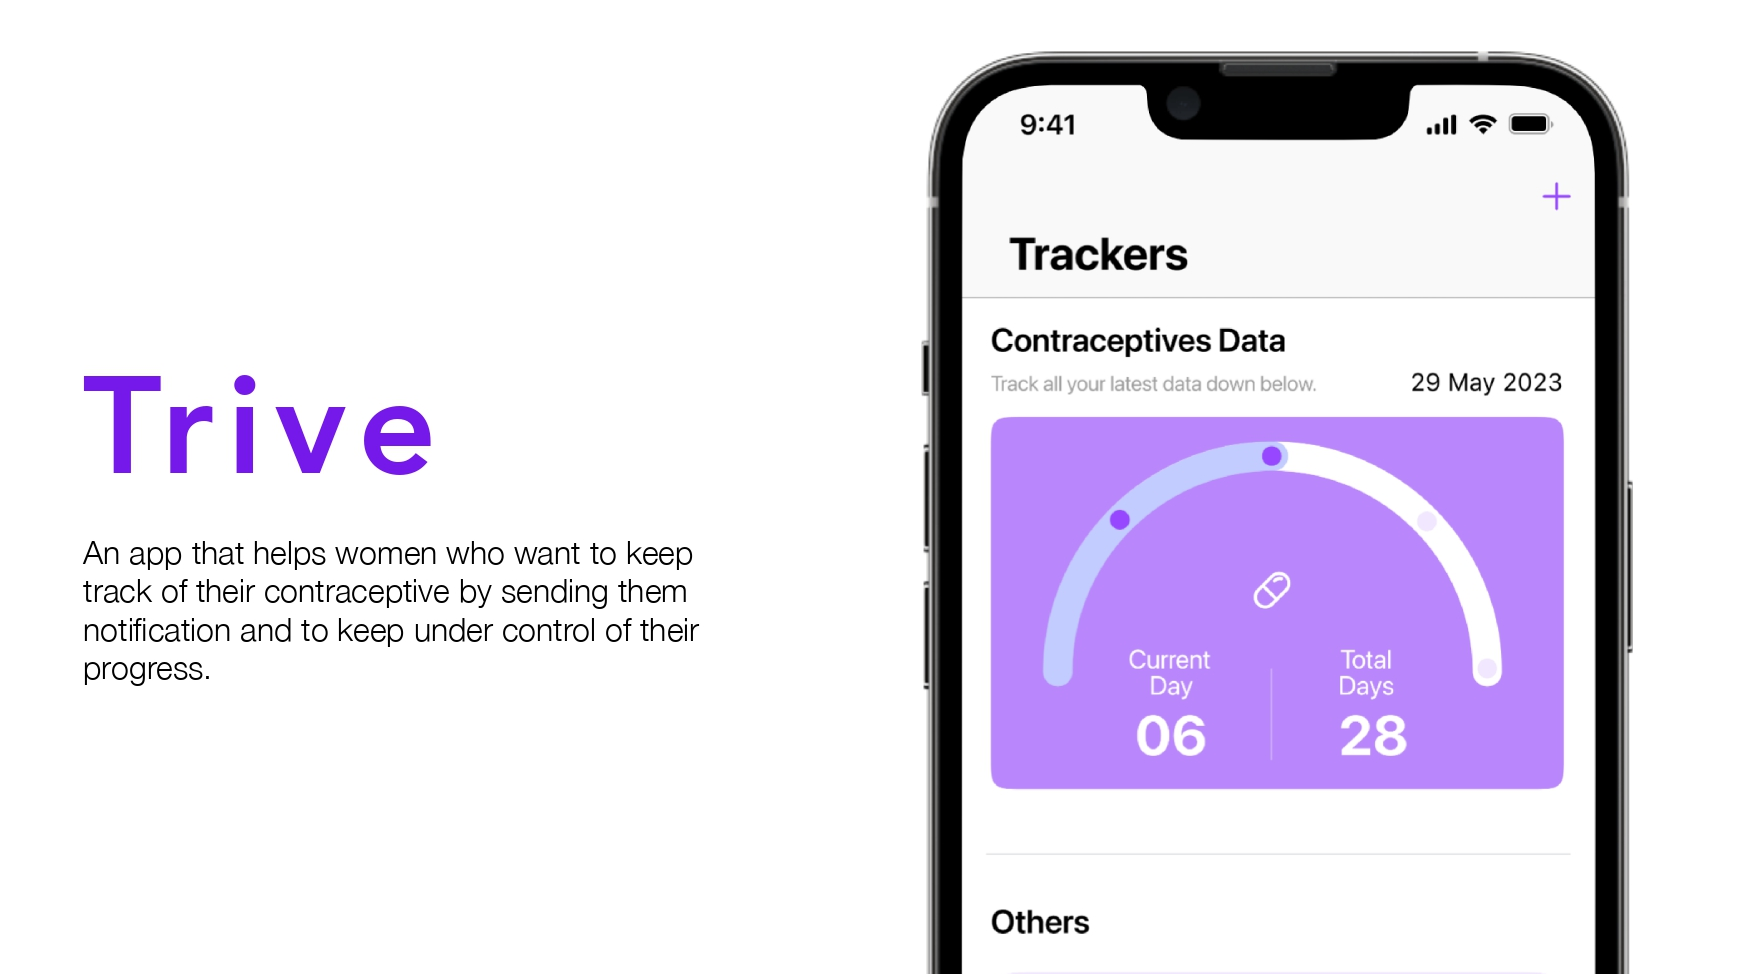 Trive
An app that helps women who want to keep
track of their contraceptive by sending them
notification and to keep under control of their
progress.
9:41
Trackers
Contraceptives Data
Track all your latest data down below.
29 May 2023
Current
Day
06
Total
Days
28
Others